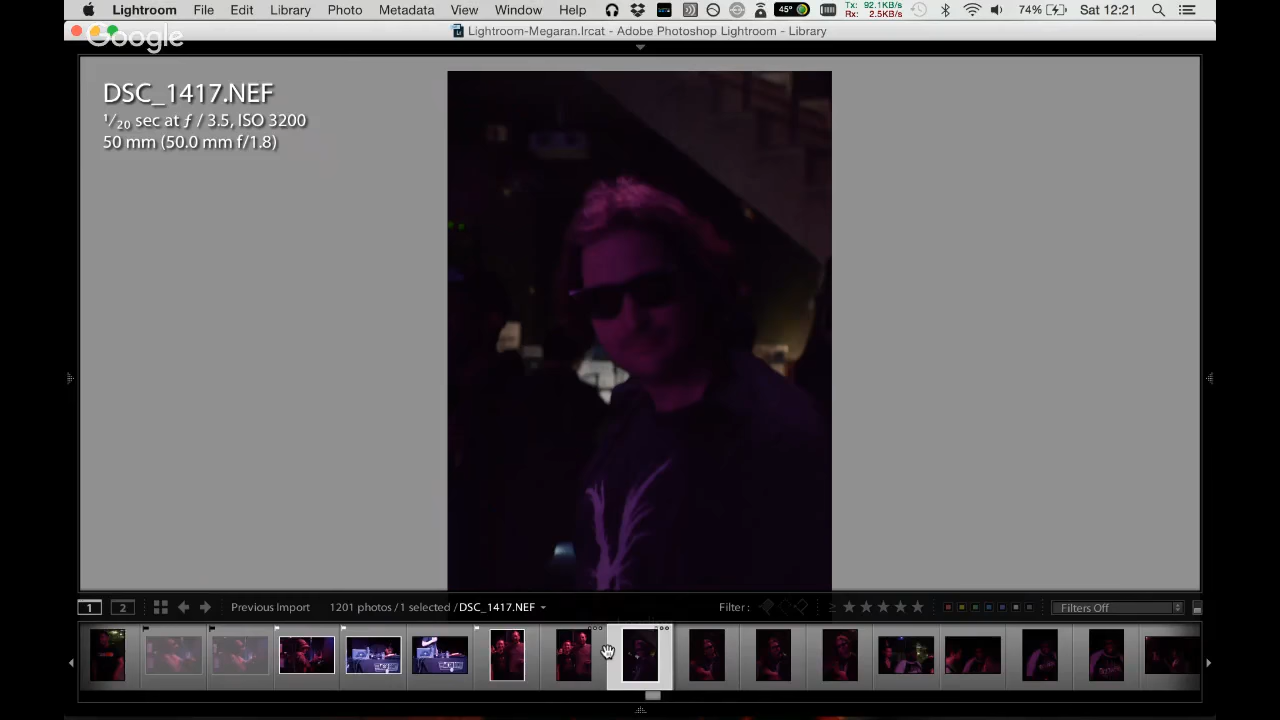 Lightroom File Edit Library Photo Metadata View Window Help 45° Tx: 92.1KB/s Rx: 2.5KB/s 74% Sat 12:21
Google
Lightroom-Megaran.lrcat - Adobe Photoshop Lightroom - Library
DSC_1417.NEF
1/20 sec at ƒ / 3.5, ISO 3200
50 mm (50.0 mm f/1.8)
1 2 Previous Import 1201 photos / 1 selected / DSC_1417.NEF Filter : ≥ Filters Off